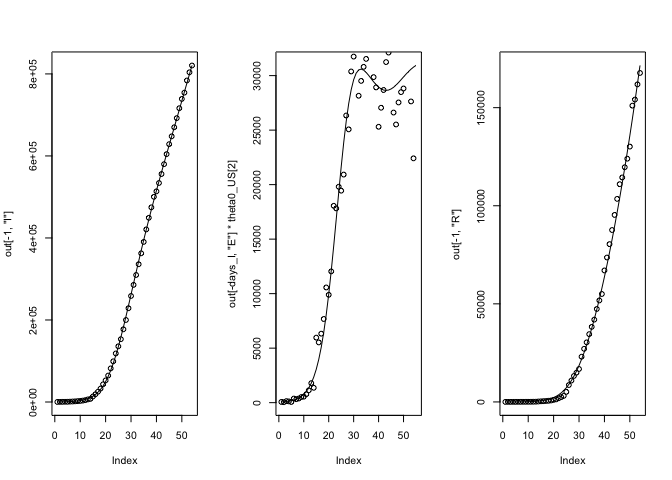 out[-1, "I"]
0e+00 2e+05 4e+05 6e+05 8e+05
0 10 20 30 40 50
Index
out[-days_I, "E"] * theta0_US[2]
0 5000 10000 15000 20000 25000 30000
0 10 20 30 40 50
Index
out[-1, "R"]
0 50000 100000 150000
0 10 20 30 40 50
Index